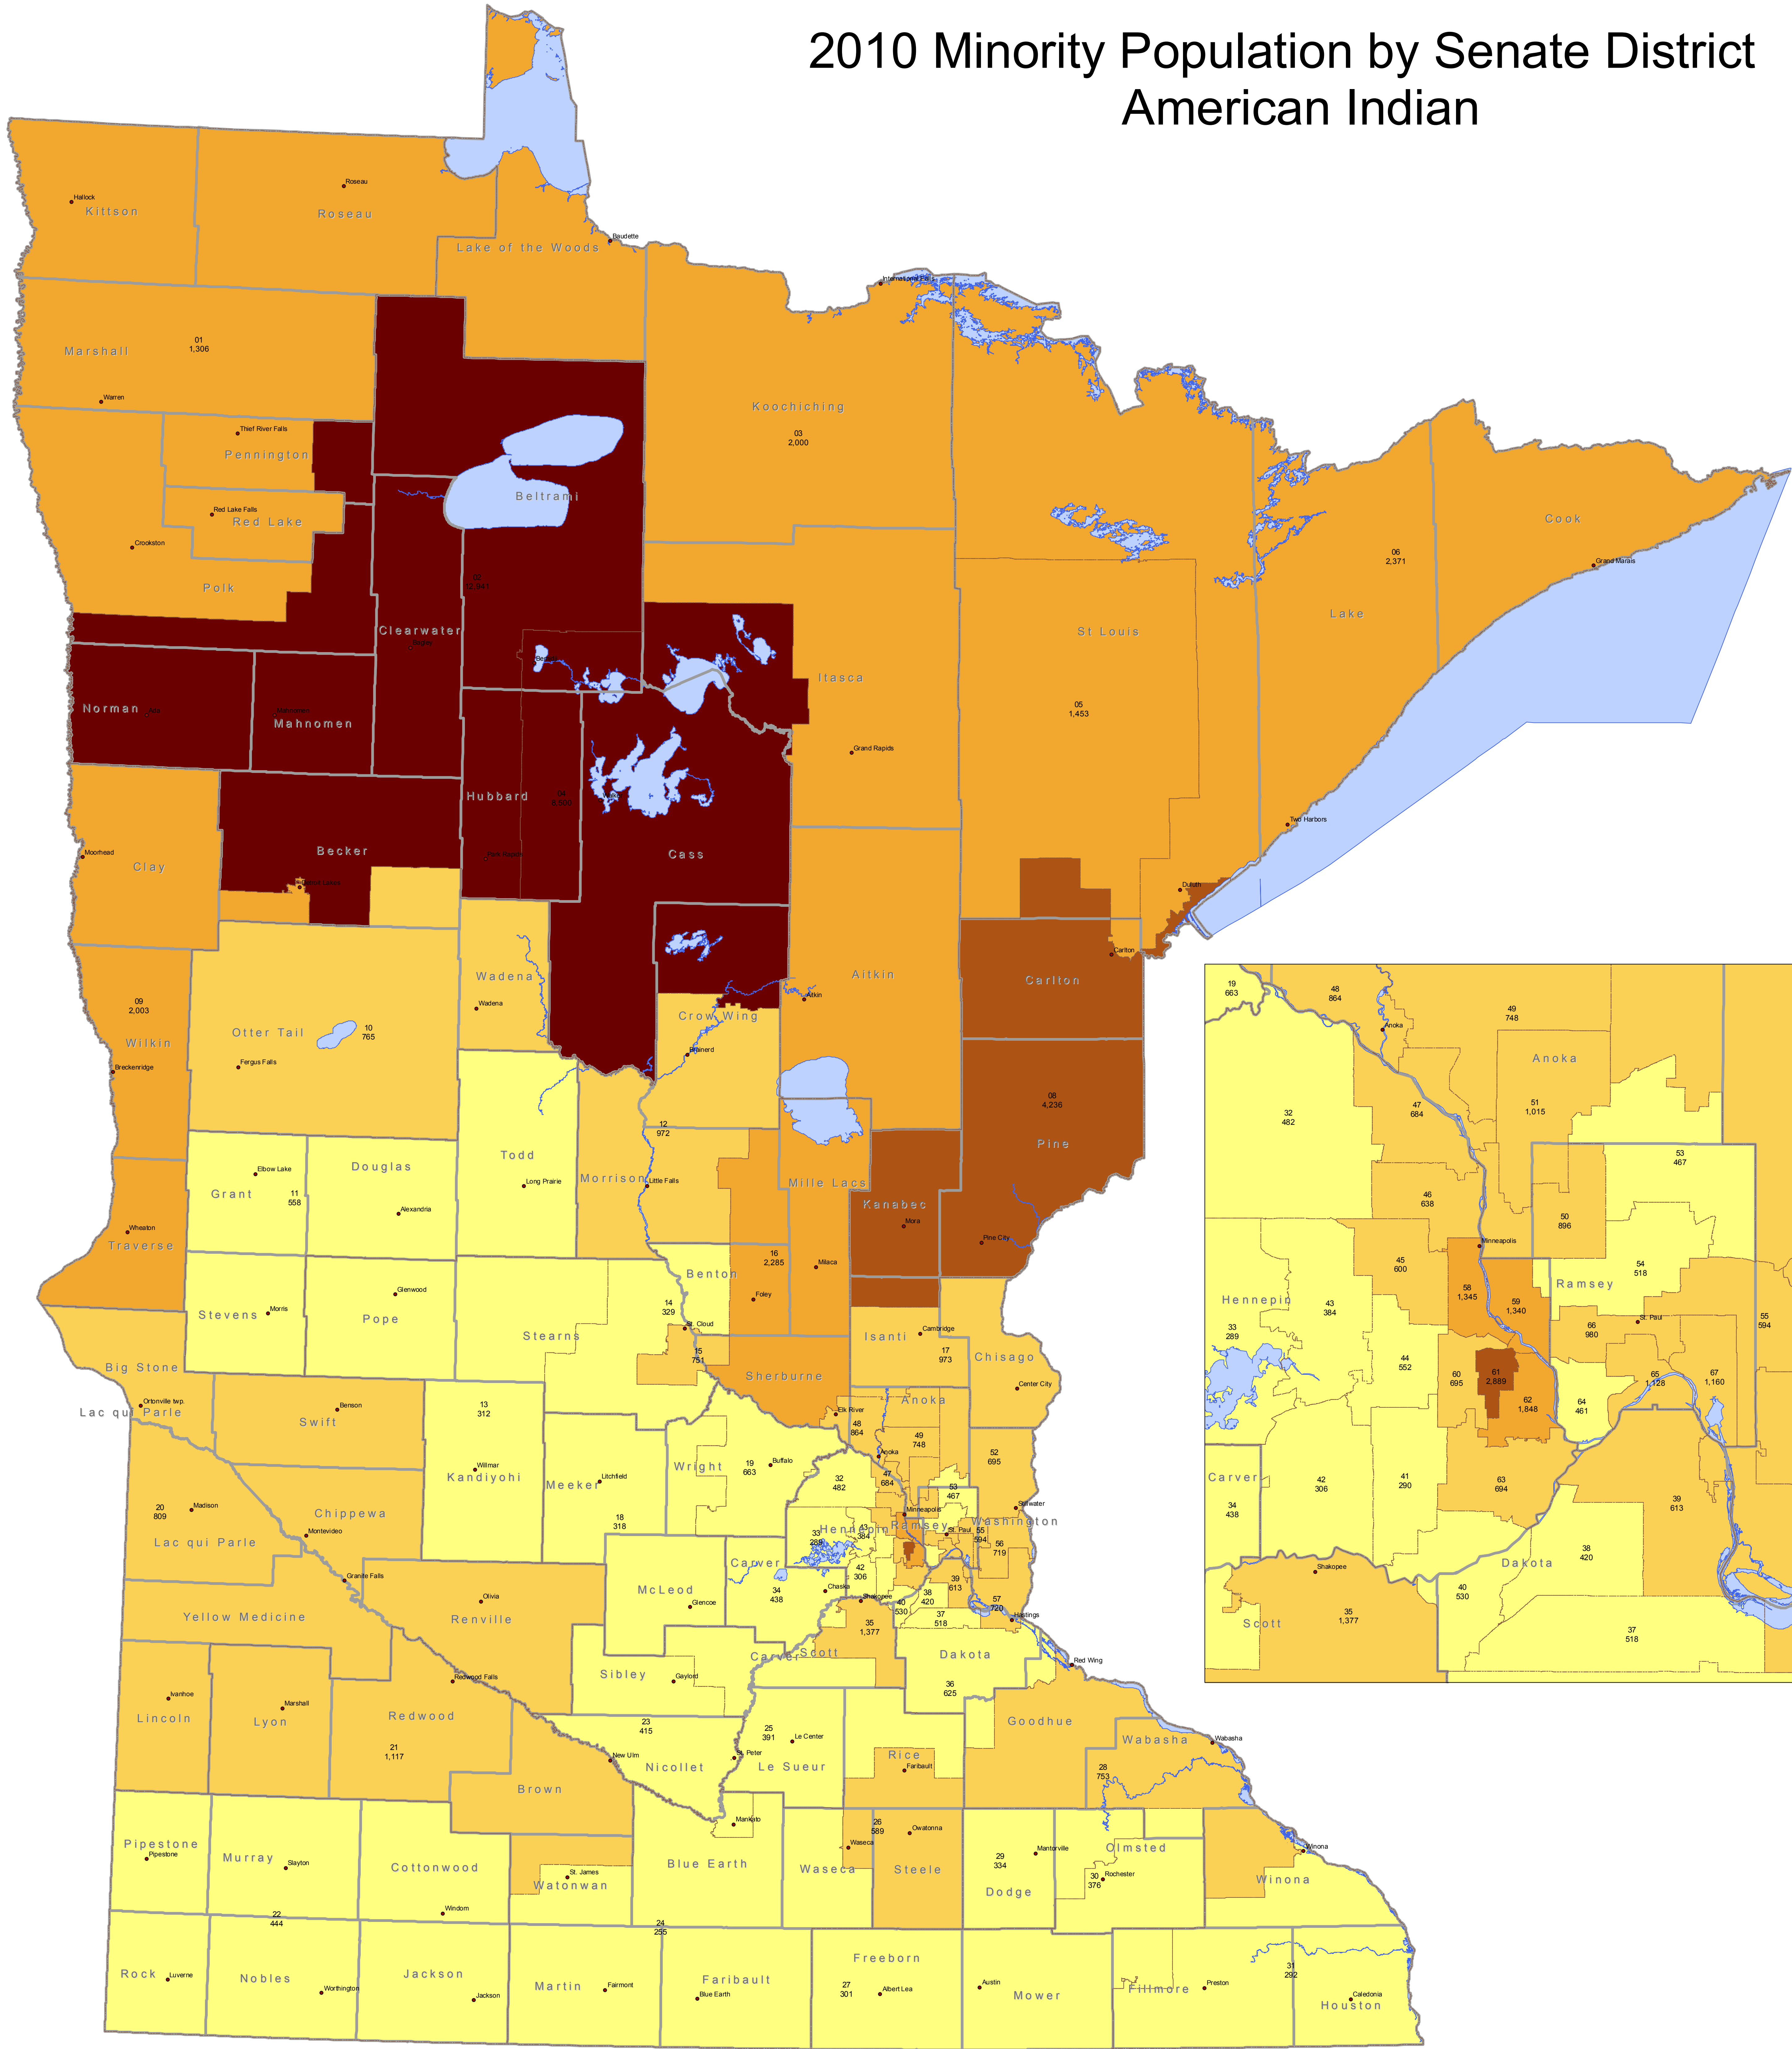 2010 Minority Population by Senate District
American Indian
Hallock
Kittson
Roseau
Roseau
Lake of the Woods
Baudette
International Falls
Marshall
01
1,306
Warren
Koochiching
03
2,000
Thief River Falls
Pennington
Red Lake Falls
Red Lake
Crookston
Polk
Beltrami
02
Clearwater
Cook
06
2,371
Grand Marais
Lake
St Louis
Itasca
05
1,453
Norman
Ada
Mahnomen
Mahnomen
Grand Rapids
Hubbard
04
Two Harbors
Moorhead
Clay
Becker
Detroit Lakes
Park Rapids
Cass
Duluth
Carlton
Carlton
Aitkin
Aitkin
Wadena
Wadena
Crow Wing
Brainerd
09
2,003
Wilkin
Breckenridge
Otter Tail
10
765
Fergus Falls
08
4,236
Pine
12
972
Elbow Lake
Grant
11
558
Douglas
Alexandria
Todd
Long Prairie
Morrison
Little Falls
Mille Lacs
Kanabec
Mora
Pine City
Wheaton
Traverse
16
2,285
Milaca
Benton
Foley
Stevens
Morris
Glenwood
Pope
Stearns
14
329
St. Cloud
15
751
Isanti
Cambridge
17
973
Chisago
Center City
Big Stone
Ortonville twp.
Lac qui Parle
Swift
Benson
13
312
Sherburne
Elk River
Anoka
48
864
49
748
Anoka
52
695
Willmar
Kandiyohi
Meeker
Litchfield
Wright
19
663
Buffalo
32
482
47
684
53
467
Stillwater
Minneapolis
20
809
Madison
Lac qui Parle
Chippewa
Montevideo
18
318
Hennepin
33
289
43
384
Ramsey
St. Paul
Washington
55
594
56
719
Granite Falls
Carver
McLeod
Glencoe
34
438
Chaska
42
306
Shakopee
40
530
38
420
39
613
57
720
Hastings
37
518
Yellow Medicine
Olivia
Renville
35
1,377
Carver
Scott
Dakota
Red Wing
Sibley
Gaylord
36
625
Ivanhoe
Lincoln
Marshall
Lyon
Redwood Falls
Redwood
21
1,117
23
415
New Ulm
Nicollet
St. Peter
25
391
Le Center
Le Sueur
Rice
Faribault
Goodhue
Wabasha
Wabasha
28
753
Brown
Mankato
Pipestone
Pipestone
Murray
Slayton
Cottonwood
St. James
Watonwan
Blue Earth
Waseca
Waseca
26
589
Owatonna
Steele
29
334
Mantorville
Dodge
Olmsted
30
376
Rochester
Winona
Winona
Windom
22
444
24
255
Rock
Luverne
Nobles
Worthington
Jackson
Jackson
Martin
Fairmont
Faribault
Blue Earth
Freeborn
27
301
Albert Lea
Austin
Mower
Fillmore
Preston
31
292
Caledonia
Houston
19
663
48
864
49
748
Anoka
Anoka
32
482
47
684
51
1,015
53
467
46
638
50
896
Minneapolis
45
600
54
518
Ramsey
Hennepin
43
384
58
1,345
59
1,340
33
289
66
980
St. Paul
55
594
44
552
60
695
61
2,889
62
1,848
64
461
65
1,128
67
1,160
Carver
34
438
42
306
41
290
63
694
39
613
38
420
Dakota
Shakopee
40
530
Scott
35
1,377
37
518